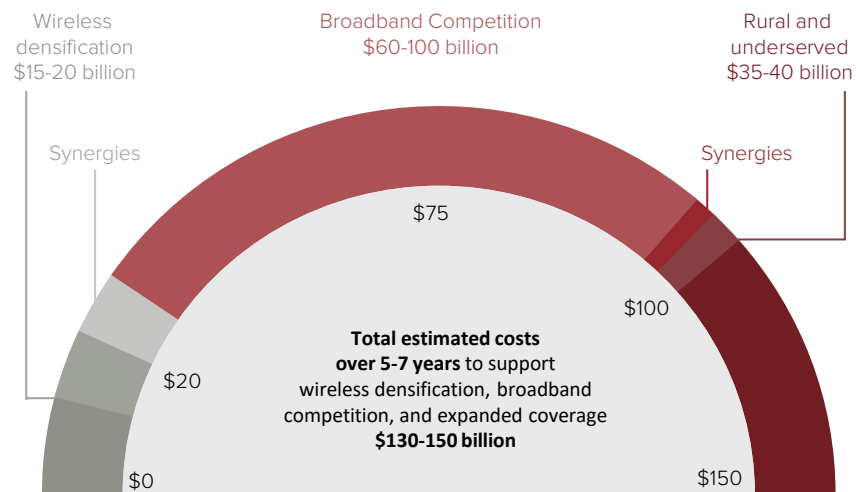 Wireless
densification
$15-20 billion
Broadband Competition
$60-100 billion
Rural and
underserved
$35-40 billion
Synergies
Synergies
$75
$100
$20
$0
$150
Total estimated costs
over 5-7 years to support
wireless densification, broadband
competition, and expanded coverage
$130-150 billion